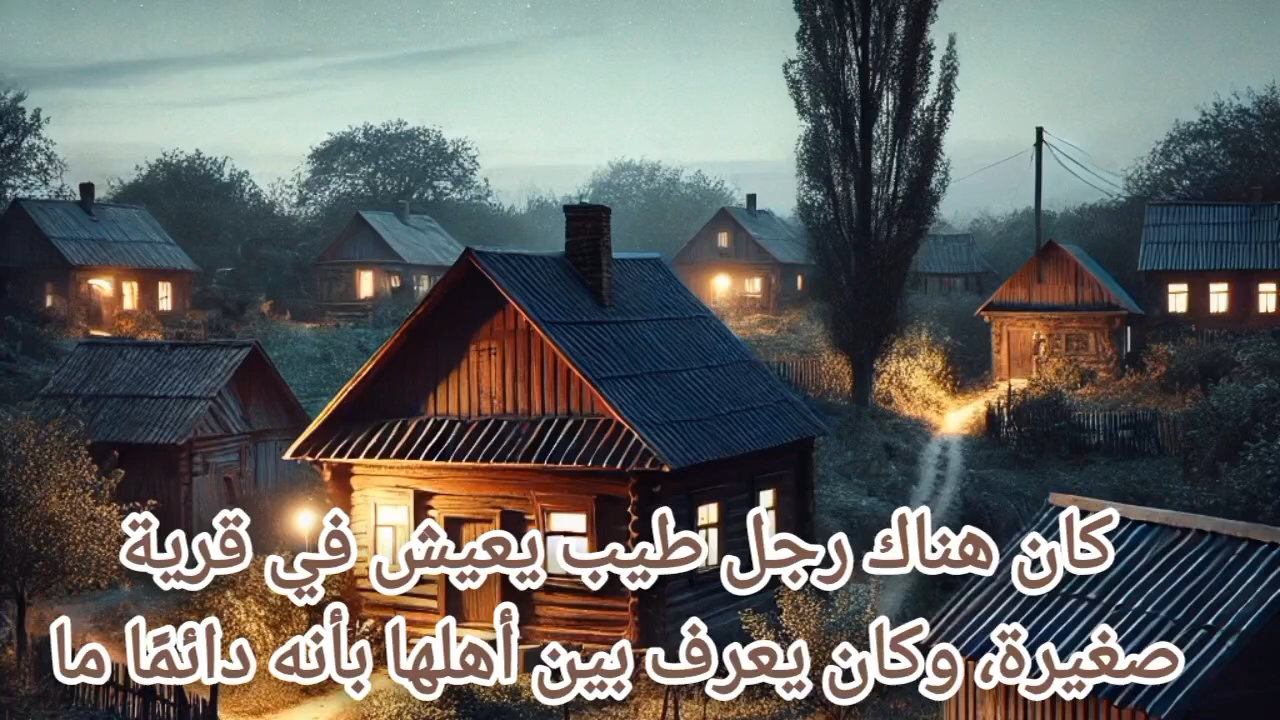 كان هناك رجل طيب يعيش في قرية
صغيرة، وكان يعرف بين أهلها بأنه دائمًا ما